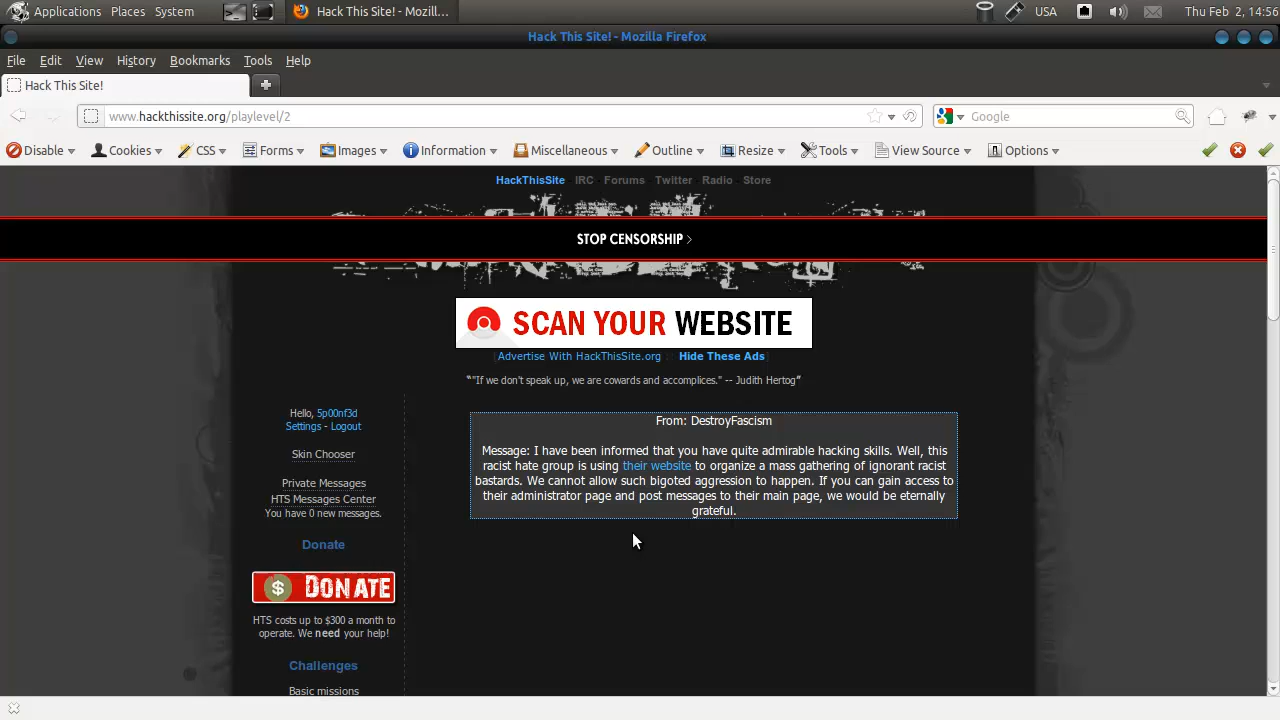 Applications Places System Hack This Site! - Mozill... USA Thu Feb 2, 14:56
Hack This Site! - Mozilla Firefox
File Edit View History Bookmarks Tools Help
Hack This Site!
www.hackthissite.org/playlevel/2 Google
Disable Cookies CSS Forms Images Information Miscellaneous Outline Resize Tools View Source Options
HackThisSite IRC Forums Twitter Radio Store
STOP CENSORSHIP >
SCAN YOUR WEBSITE
Advertise With HackThisSite.org Hide These Ads
""If we don't speak up, we are cowards and accomplices." -- Judith Hertog"
Hello, 5p00nf3d
Settings - Logout
Skin Chooser
Private Messages
HTS Messages Center
You have 0 new messages.
Donate
$ DONATE
HTS costs up to $300 a month to
operate. We need your help!
Challenges
Basic missions
From: DestroyFascism
Message: I have been informed that you have quite admirable hacking skills. Well, this
racist hate group is using their website to organize a mass gathering of ignorant racist
bastards. We cannot allow such bigoted aggression to happen. If you can gain access to
their administrator page and post messages to their main page, we would be eternally
grateful.